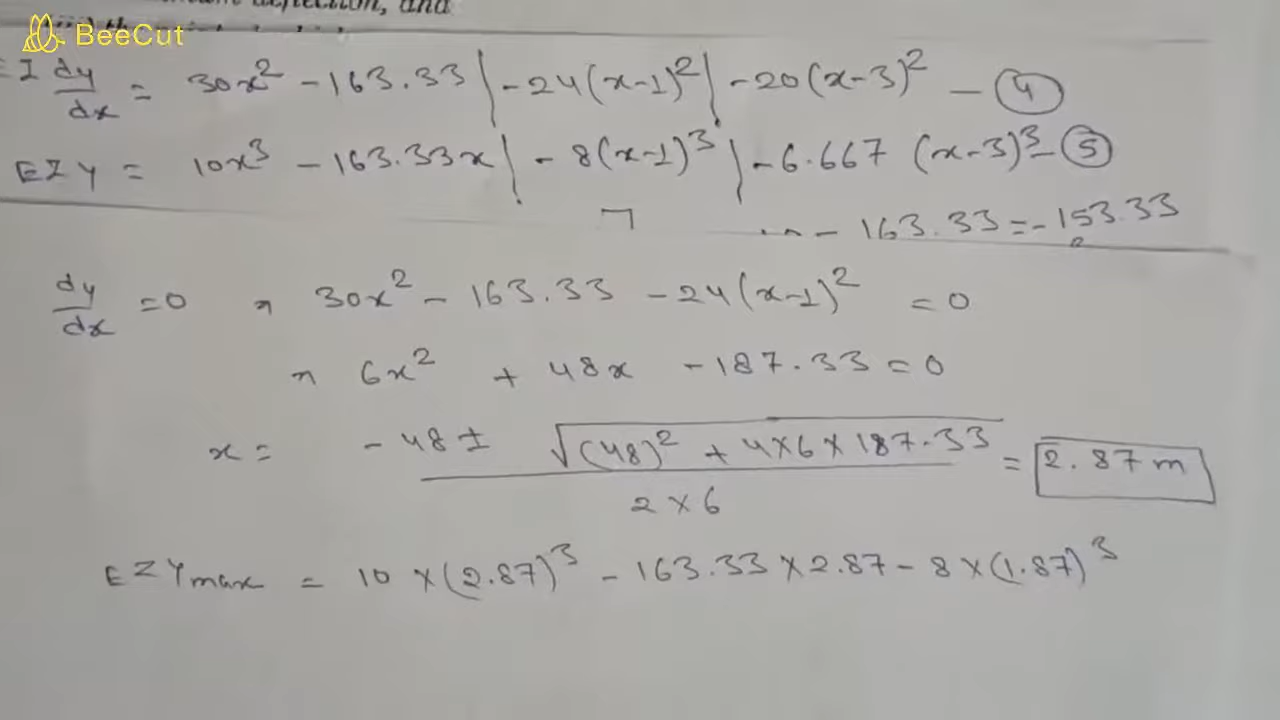 deflection, and
BeeCut
EI dy/dx = 30x² - 163.33 | - 24(x-1)² | - 20(x-3)² - ④
EIy = 10x³ - 163.33x | - 8(x-1)³ | - 6.667 (x-3)³ - ⑤
- 163.33 = -153.33
dy/dx = 0 ⇒ 30x² - 163.33 - 24(x-1)² = 0
⇒ 6x² + 48x - 187.33 = 0
x = (-48 ± √((48)² + 4×6×187.33)) / (2×6) = 2.87m
EIymax = 10×(2.87)³ - 163.33×2.87 - 8×(1.87)³